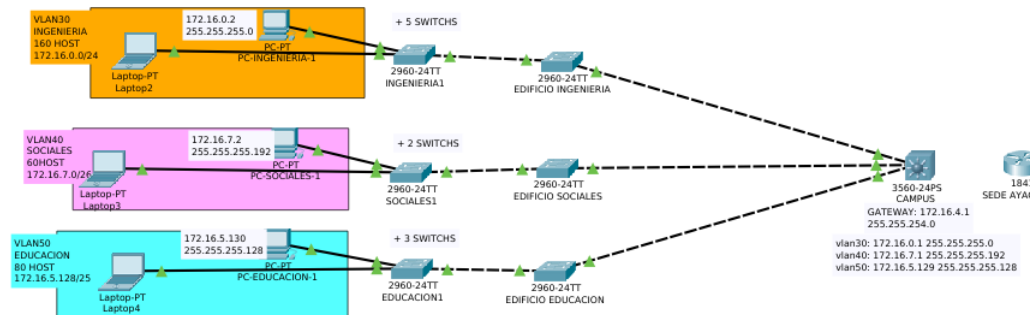 VLAN30
INGENIERIA
160 HOST
172.16.0.0/24
172.16.0.2
255.255.255.0
PC-PT
PC-INGENIERIA-1
Laptop-PT
Laptop2
+ 5 SWITCHS
2960-24TT
INGENIERIA1
2960-24TT
EDIFICIO INGENIERIA
VLAN40
SOCIALES
60HOST
172.16.7.0/26
172.16.7.2
255.255.255.192
PC-PT
PC-SOCIALES-1
Laptop-PT
Laptop3
+ 2 SWITCHS
2960-24TT
SOCIALES1
2960-24TT
EDIFICIO SOCIALES
VLAN50
EDUCACION
80 HOST
172.16.5.128/25
172.16.5.130
255.255.255.128
PC-PT
PC-EDUCACION-1
Laptop-PT
Laptop4
+ 3 SWITCHS
2960-24TT
EDUCACION1
2960-24TT
EDIFICIO EDUCACION
3560-24PS
CAMPUS
GATEWAY: 172.16.4.1
255.255.254.0
vlan30: 172.16.0.1 255.255.255.0
vlan40: 172.16.7.1 255.255.255.192
vlan50: 172.16.5.129 255.255.255.128
184
SEDE AYA